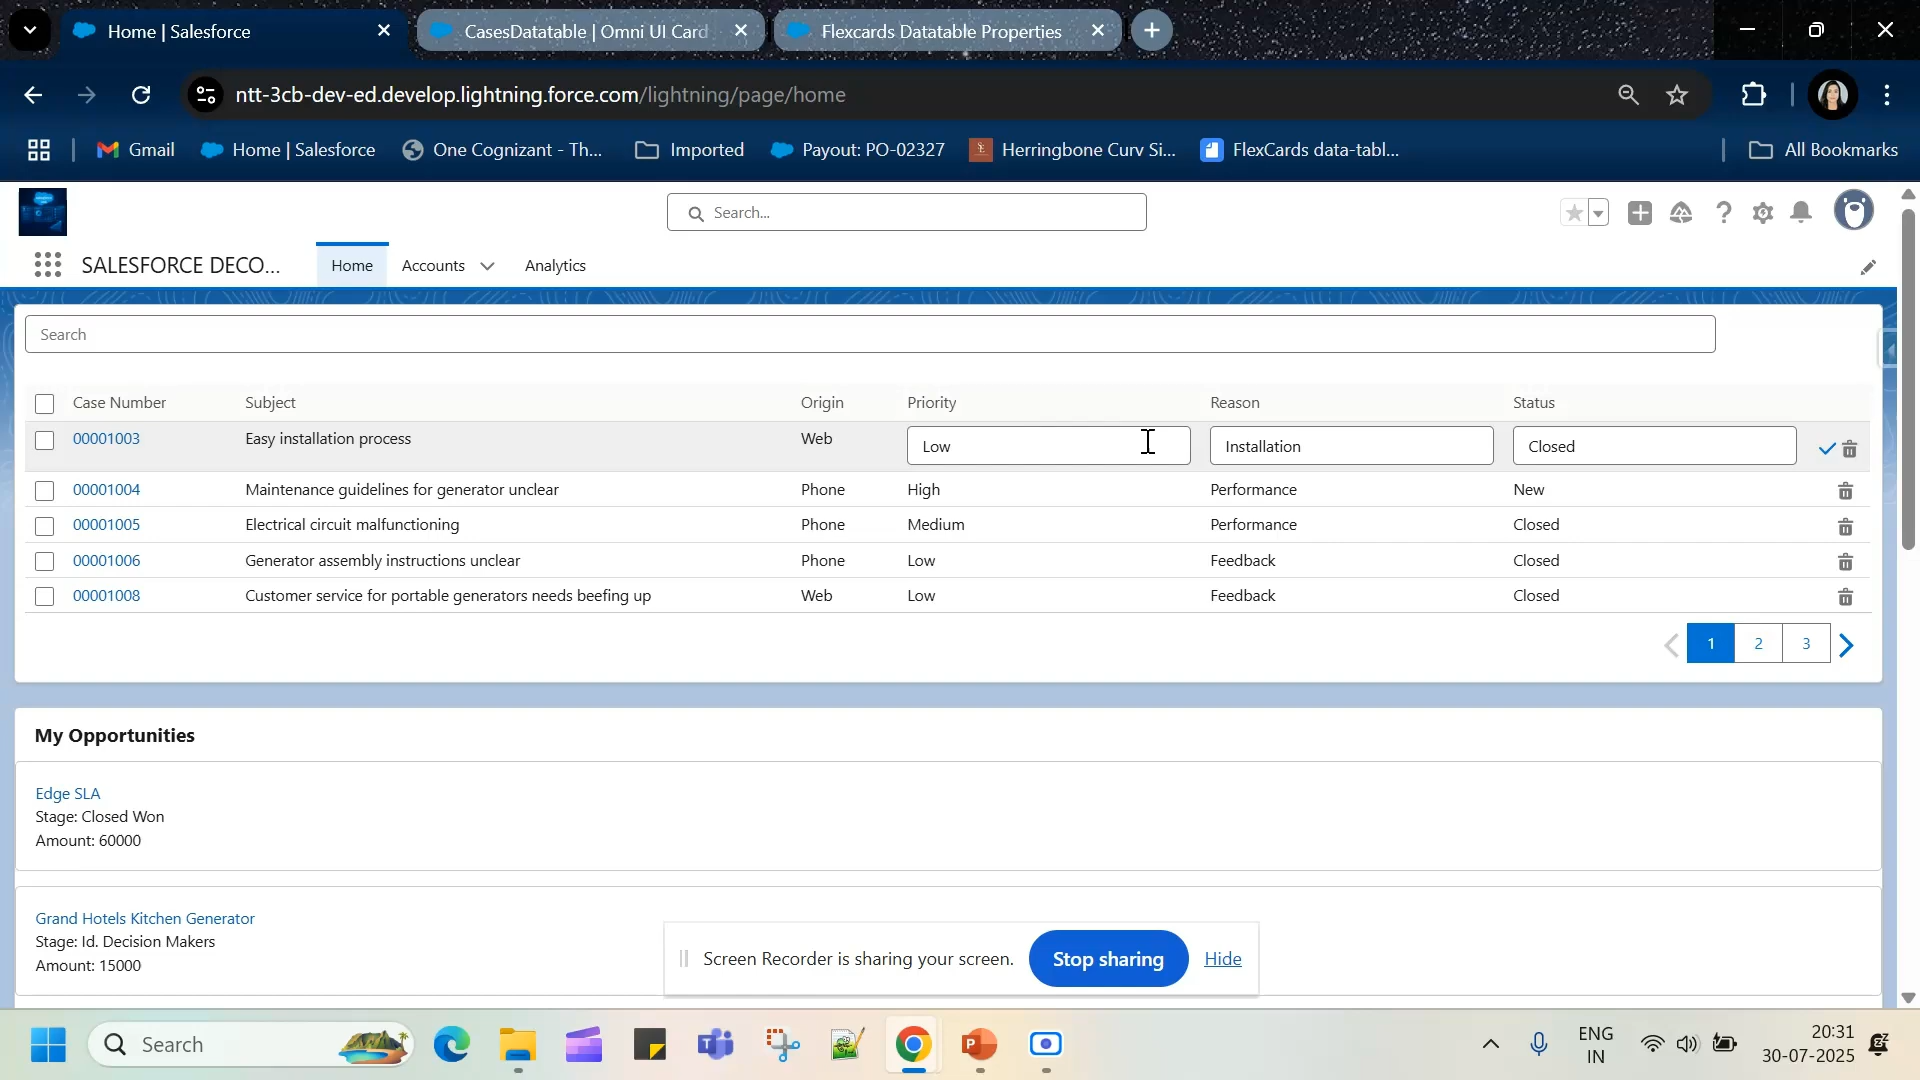 Home | Salesforce
CasesDatatable | Omni UI Card
Flexcards Datatable Properties
ntt-3cb-dev-ed.develop.lightning.force.com/lightning/page/home
Gmail
Home | Salesforce
One Cognizant - Th...
Imported
Payout: PO-02327
Herringbone Curv Si...
FlexCards data-tabl...
All Bookmarks
Search...
SALESFORCE DECO...
Home
Accounts
Analytics
Search
Case Number Subject Origin Priority Reason Status
00001003 Easy installation process Web Low Installation Closed
00001004 Maintenance guidelines for generator unclear Phone High Performance New
00001005 Electrical circuit malfunctioning Phone Medium Performance Closed
00001006 Generator assembly instructions unclear Phone Low Feedback Closed
00001008 Customer service for portable generators needs beefing up Web Low Feedback Closed
1 2 3
My Opportunities
Edge SLA
Stage: Closed Won
Amount: 60000
Grand Hotels Kitchen Generator
Stage: Id. Decision Makers
Amount: 15000
Screen Recorder is sharing your screen.
Stop sharing
Hide
Search
ENG
IN
20:31
30-07-2025